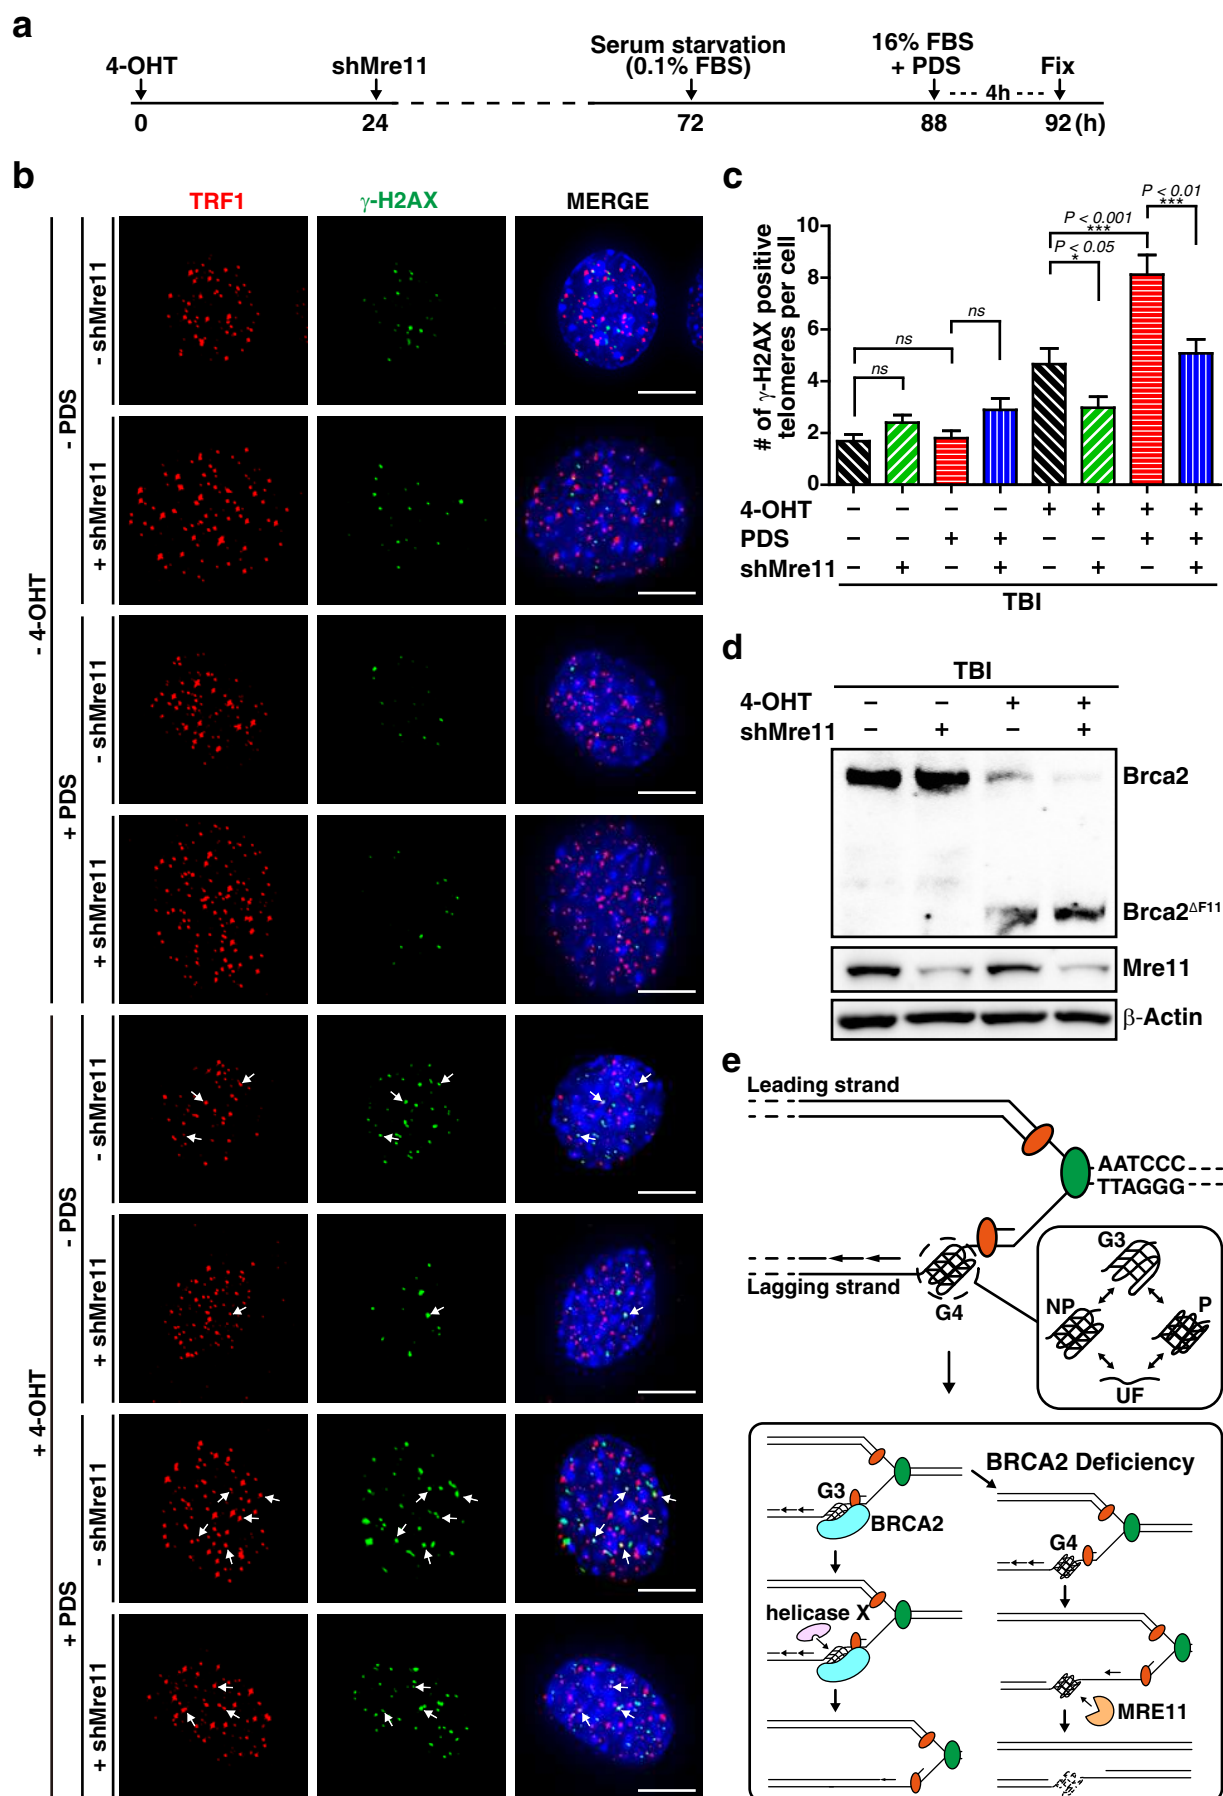 a
4-OHT
shMre11
Serum starvation
(0.1% FBS)
16% FBS
+ PDS
Fix
4h
0
24
72
88
92 (h)
b
TRF1
γ-H2AX
MERGE
- 4-OHT
- PDS
- shMre11
+ shMre11
+ PDS
- shMre11
+ shMre11
+ 4-OHT
- PDS
- shMre11
+ shMre11
+ PDS
- shMre11
+ shMre11
c
# of γ-H2AX positive
telomeres per cell
10
8
6
4
2
0
ns
ns
ns
P < 0.05
*
P < 0.001
***
P < 0.01
***
4-OHT − − − − + + + +
PDS − − + + − − + +
shMre11 − + − + − + − +
TBI
d
TBI
4-OHT − − + +
shMre11 − + − +
Brca2
Brca2ΔF11
Mre11
β-Actin
e
Leading strand
AATCCC
TTAGGG
Lagging strand
G4
G3
NP
P
UF
BRCA2 Deficiency
G3
BRCA2
G4
helicase X
MRE11